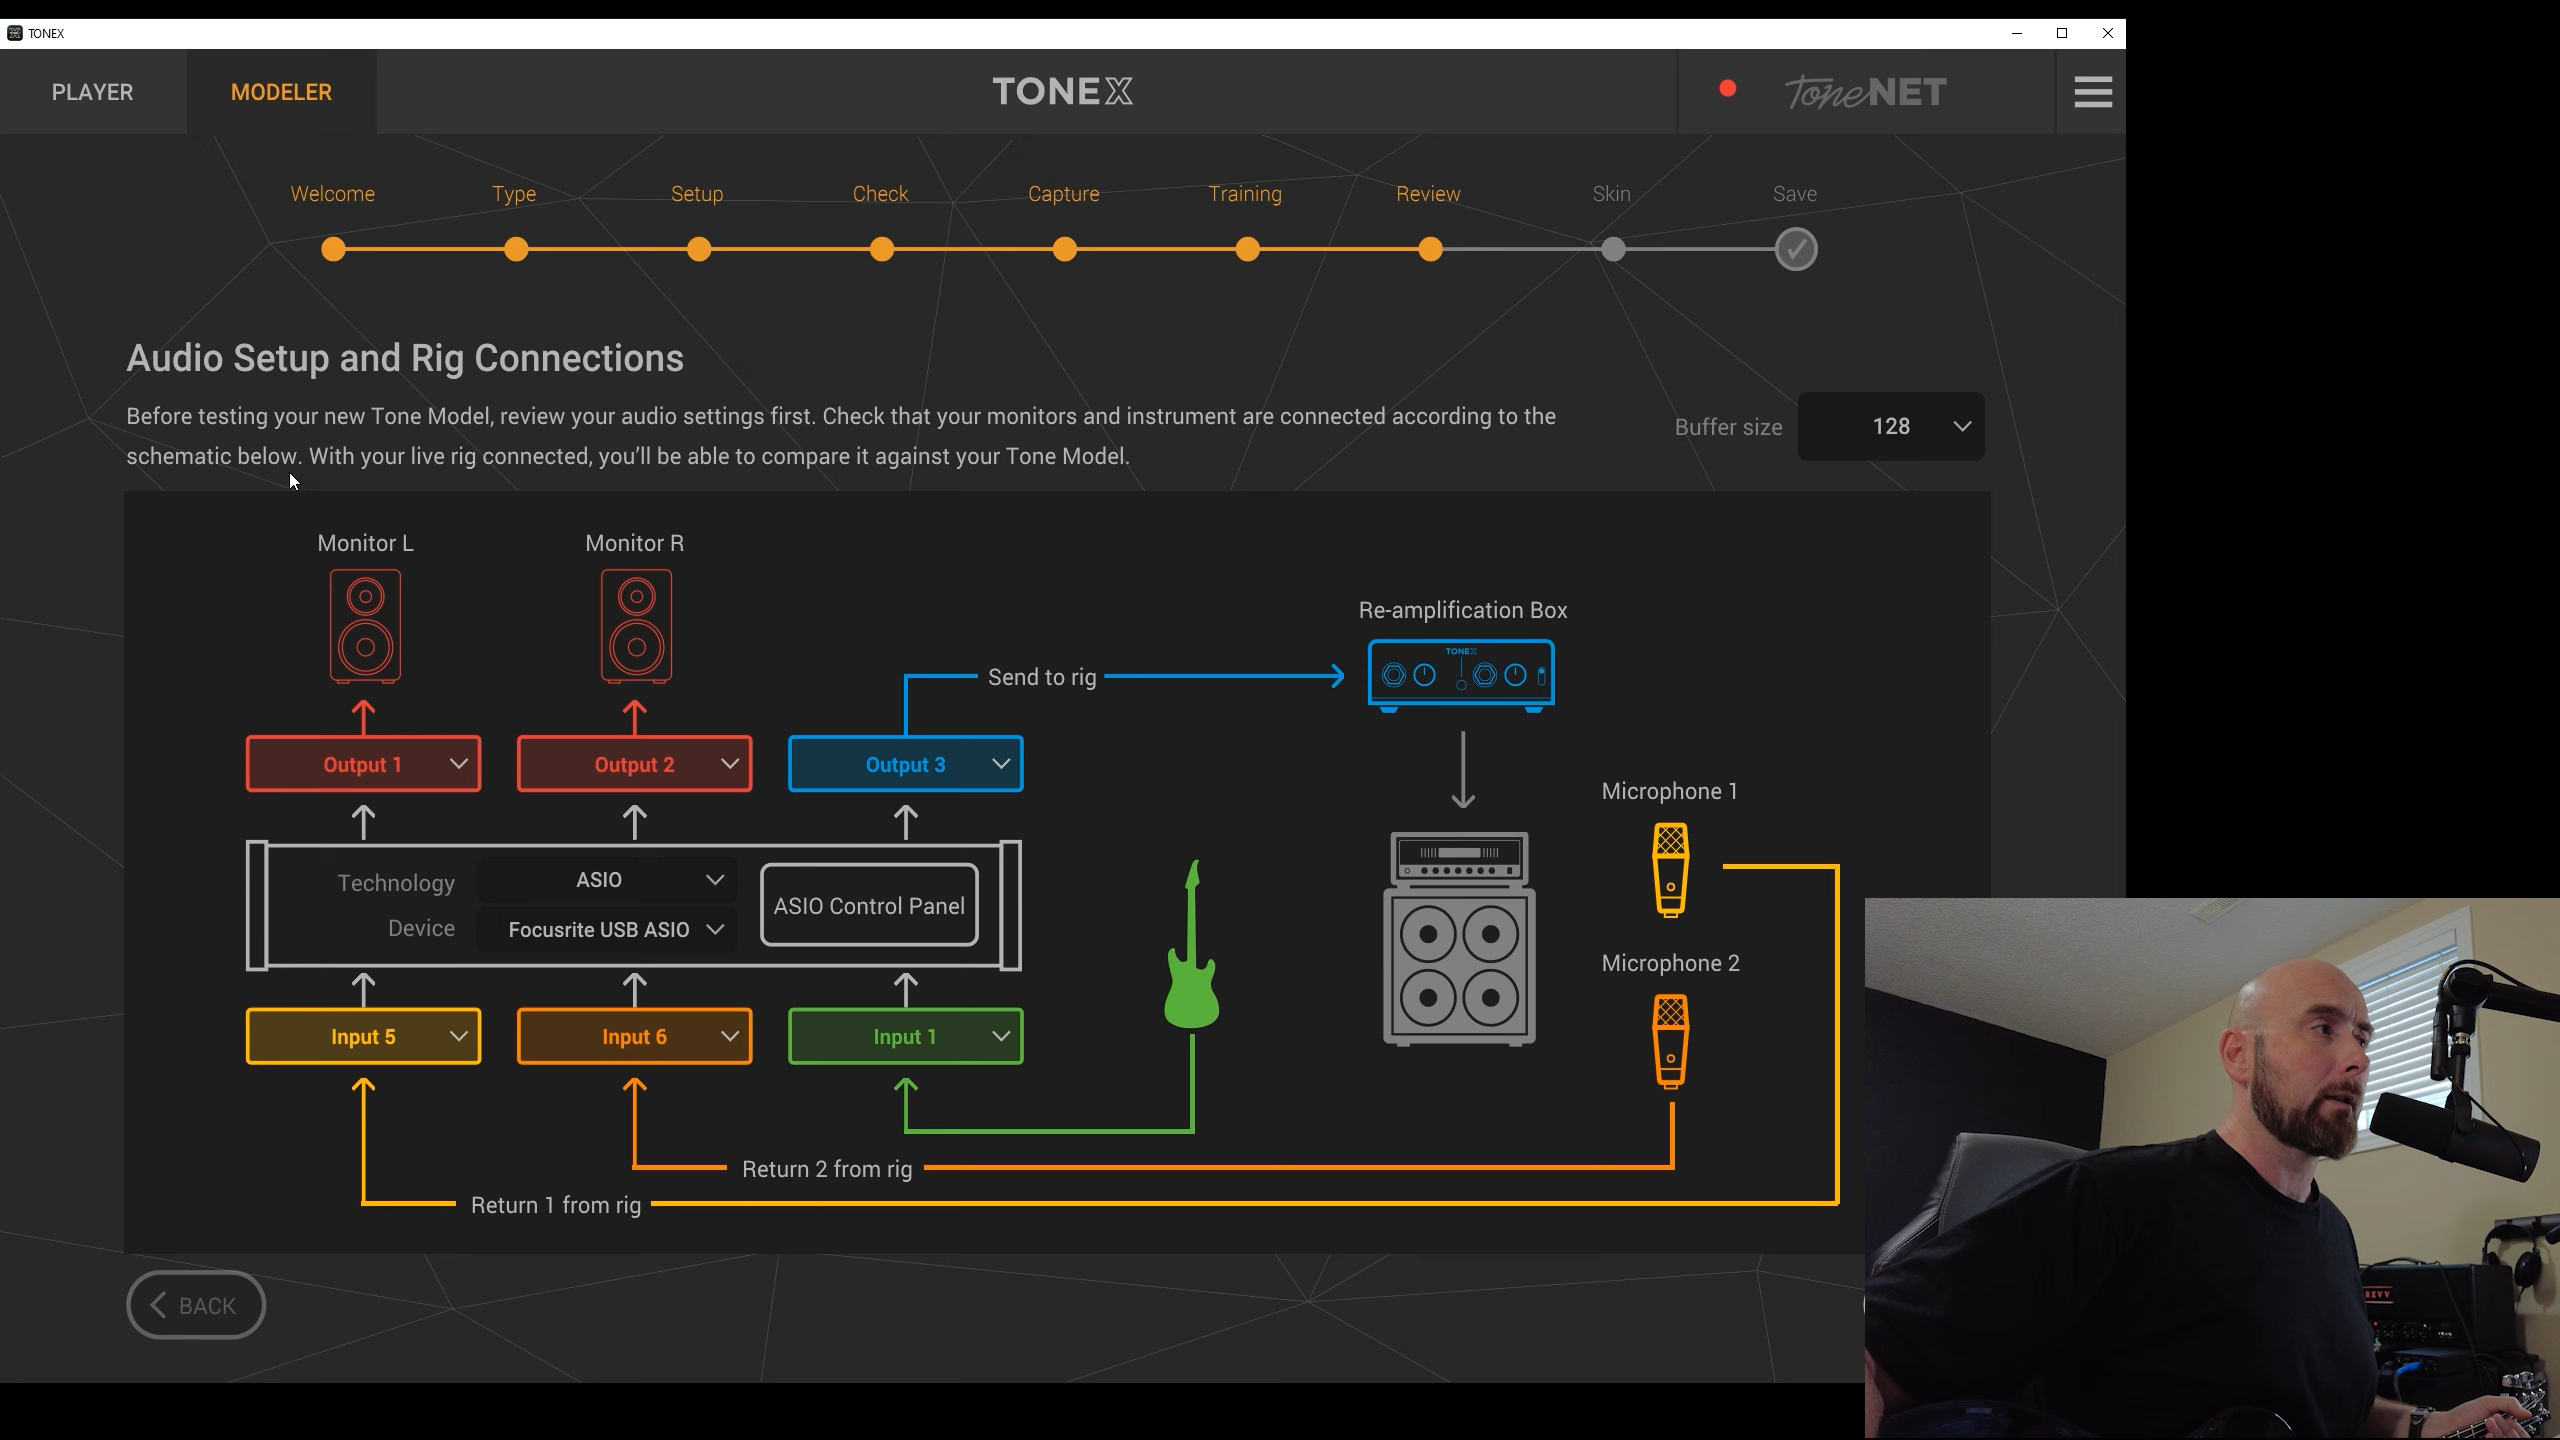 TONEX
PLAYER
MODELER
TONEX
ToneNET
Welcome
Type
Setup
Check
Capture
Training
Review
Skin
Save
Audio Setup and Rig Connections
Before testing your new Tone Model, review your audio settings first. Check that your monitors and instrument are connected according to the
schematic below. With your live rig connected, you'll be able to compare it against your Tone Model.
Buffer size
128
Monitor L
Monitor R
Re-amplification Box
TONEX
Send to rig
Output 1
Output 2
Output 3
Microphone 1
Technology
ASIO
ASIO Control Panel
Device
Focusrite USB ASIO
Microphone 2
Input 5
Input 6
Input 1
Return 2 from rig
Return 1 from rig
BACK
REVV